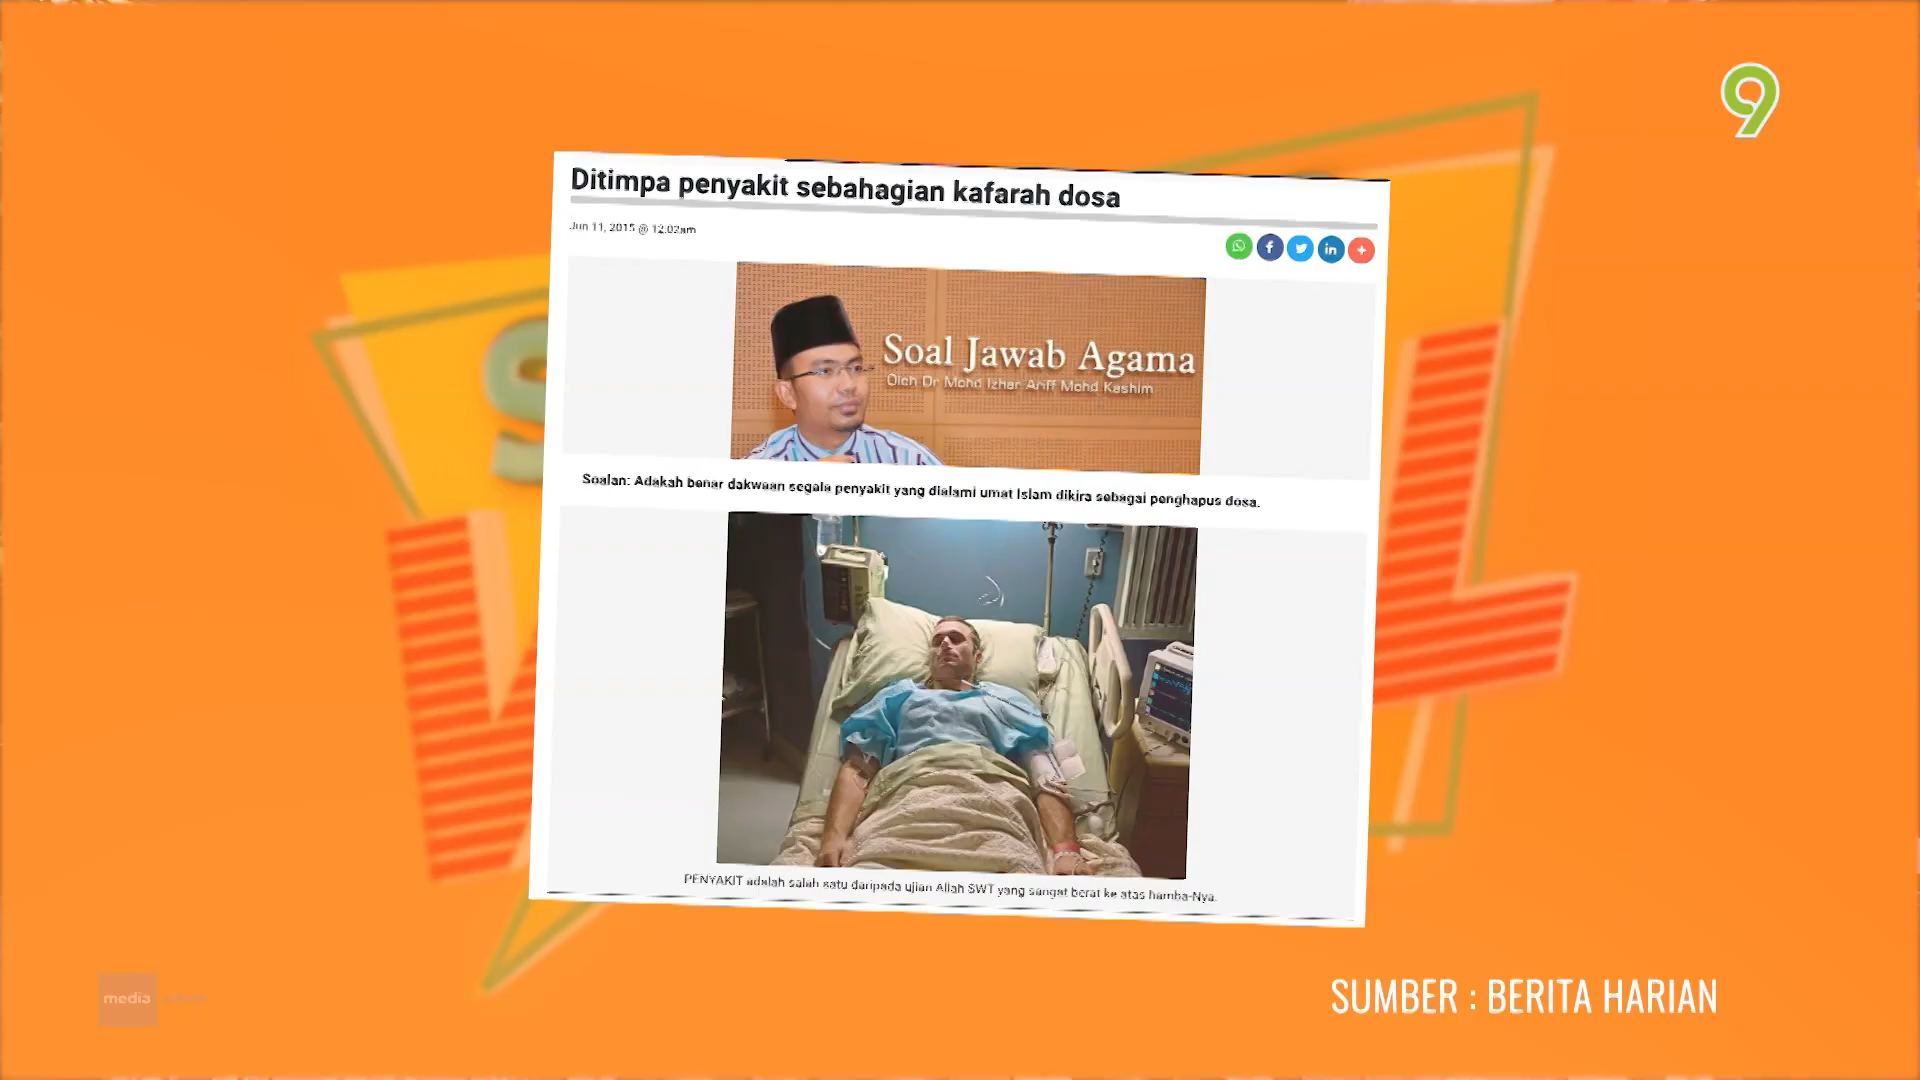 9
Ditimpa penyakit sebahagian kafarah dosa
Jun 11, 2015 @ 12:02am
Soal Jawab Agama
Oleh Dr Mohd Izhar Ariff Mohd Kashim
Soalan: Adakah benar dakwaan segala penyakit yang dialami umat Islam dikira sebagai penghapus dosa.
PENYAKIT adalah salah satu daripada ujian Allah SWT yang sangat berat ke atas hamba-Nya.
media
SUMBER : BERITA HARIAN